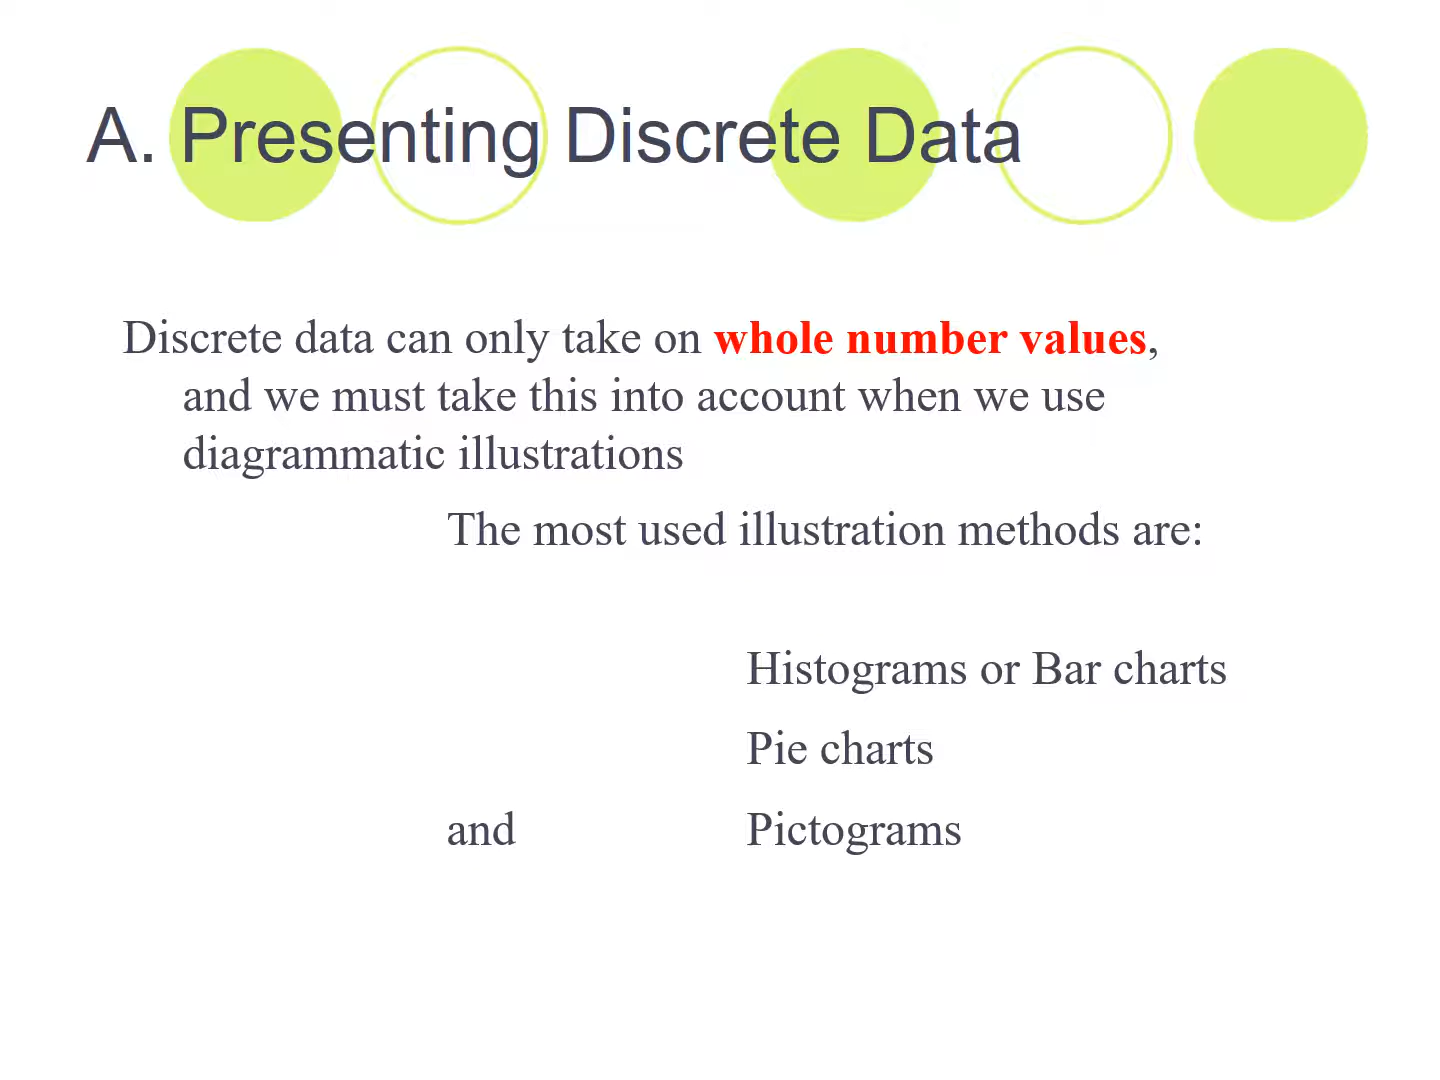 A. Presenting Discrete Data
Discrete data can only take on whole number values,
and we must take this into account when we use
diagrammatic illustrations
The most used illustration methods are:
Histograms or Bar charts
Pie charts
and Pictograms